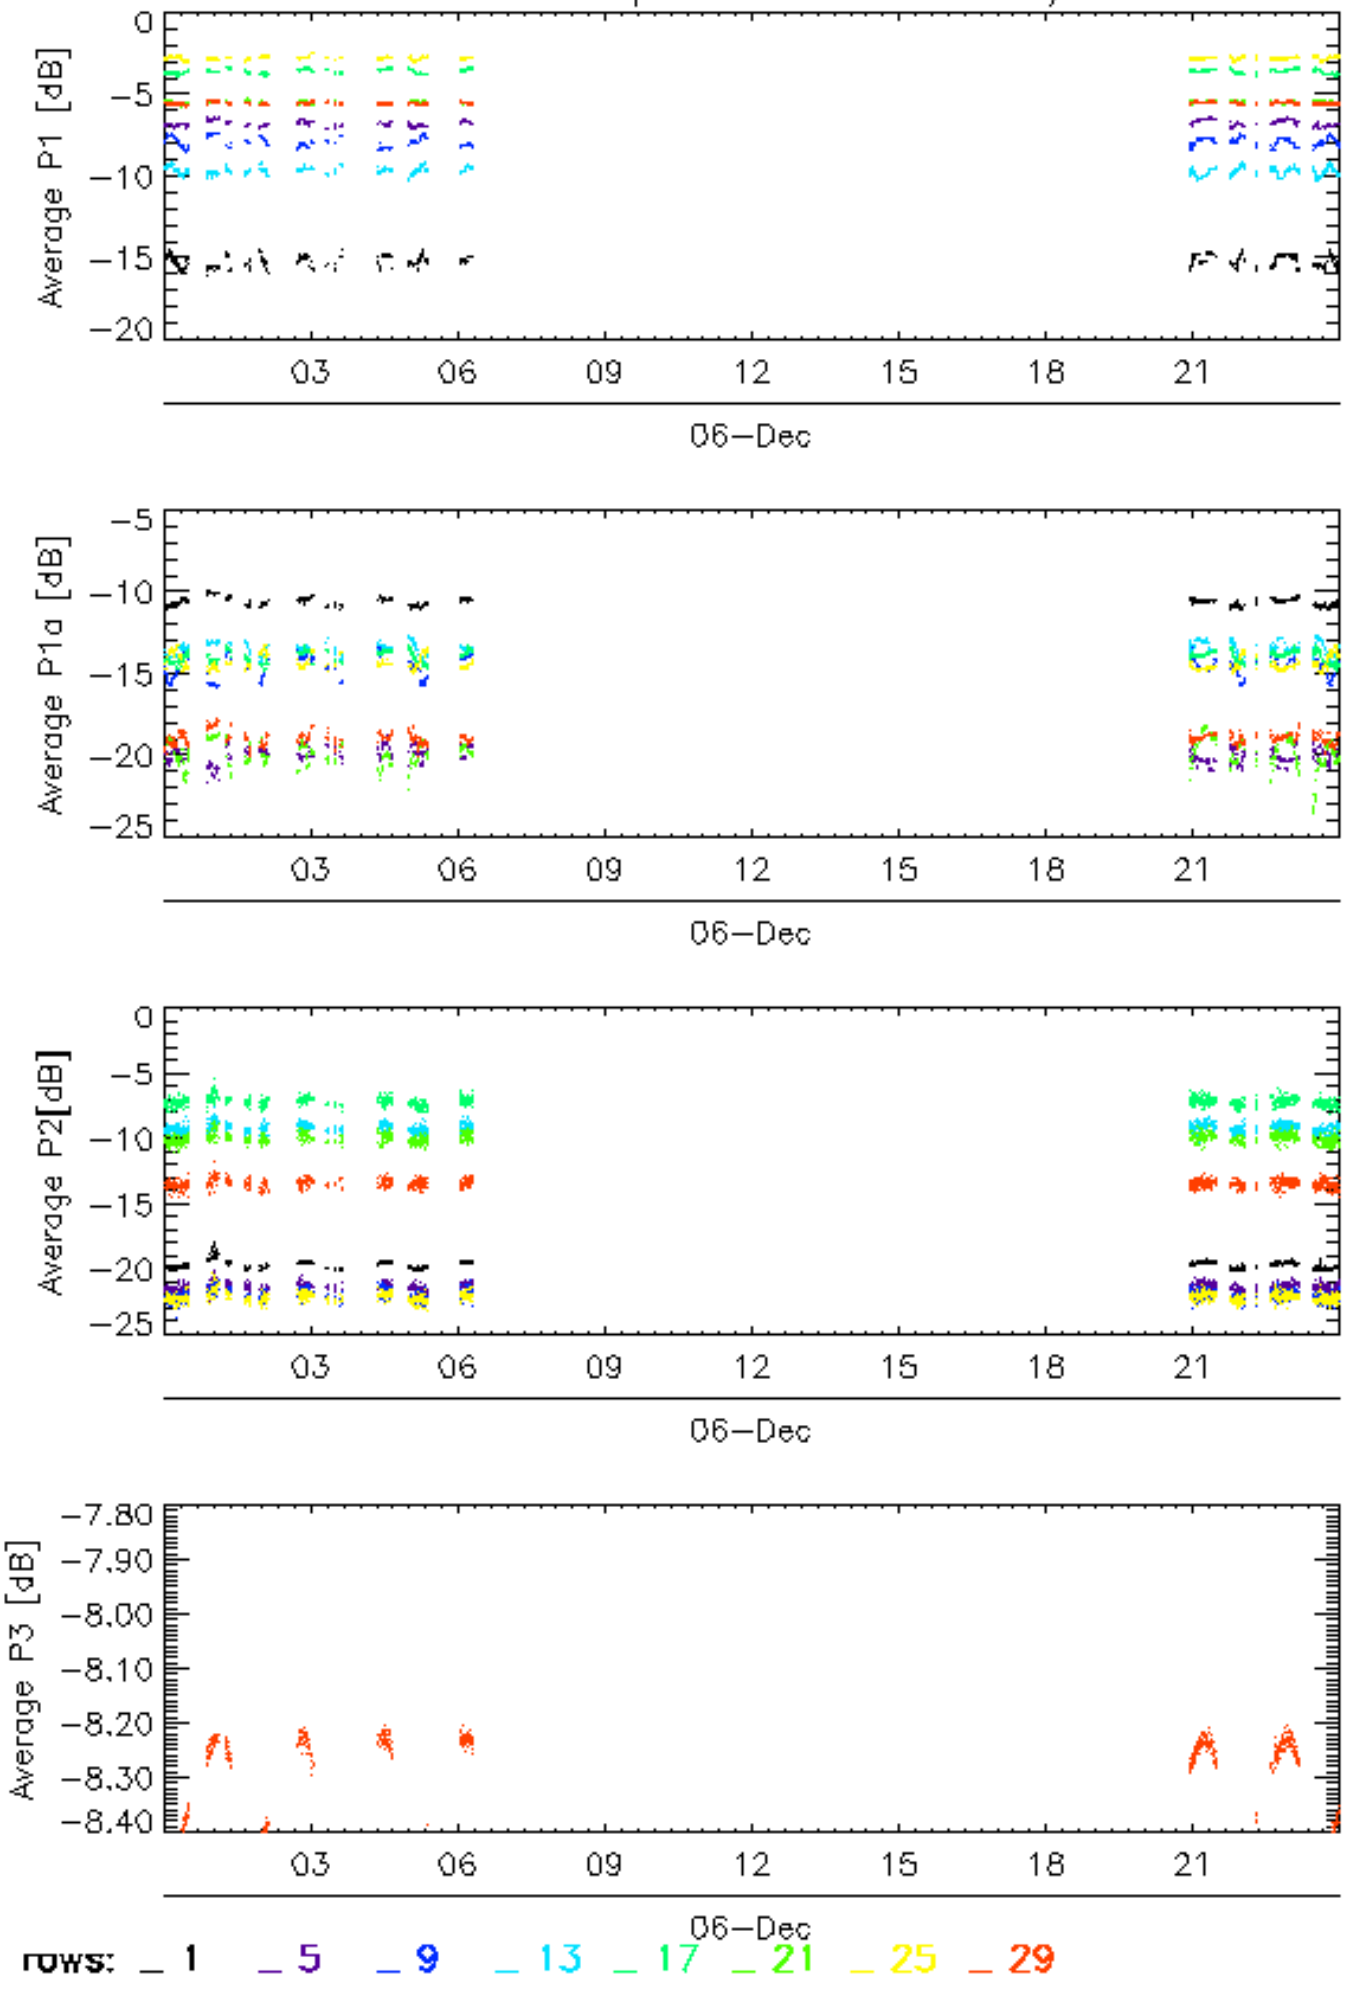 0
−5
−10
−15
−20
Average P1 [dB]
03 06 09 12 15 18 21
06−Dec
−5
−10
−15
−20
−25
Average P1a [dB]
03 06 09 12 15 18 21
06−Dec
0
−5
−10
−15
−20
−25
Average P2[dB]
03 06 09 12 15 18 21
06−Dec
−7.80
−7.90
−8.00
−8.10
−8.20
−8.30
−8.40
Average P3 [dB]
03 06 09 12 15 18 21
06−Dec
rows: _ 1 _ 5 _ 9 _ 13 _ 17 _ 21 _ 25 _ 29